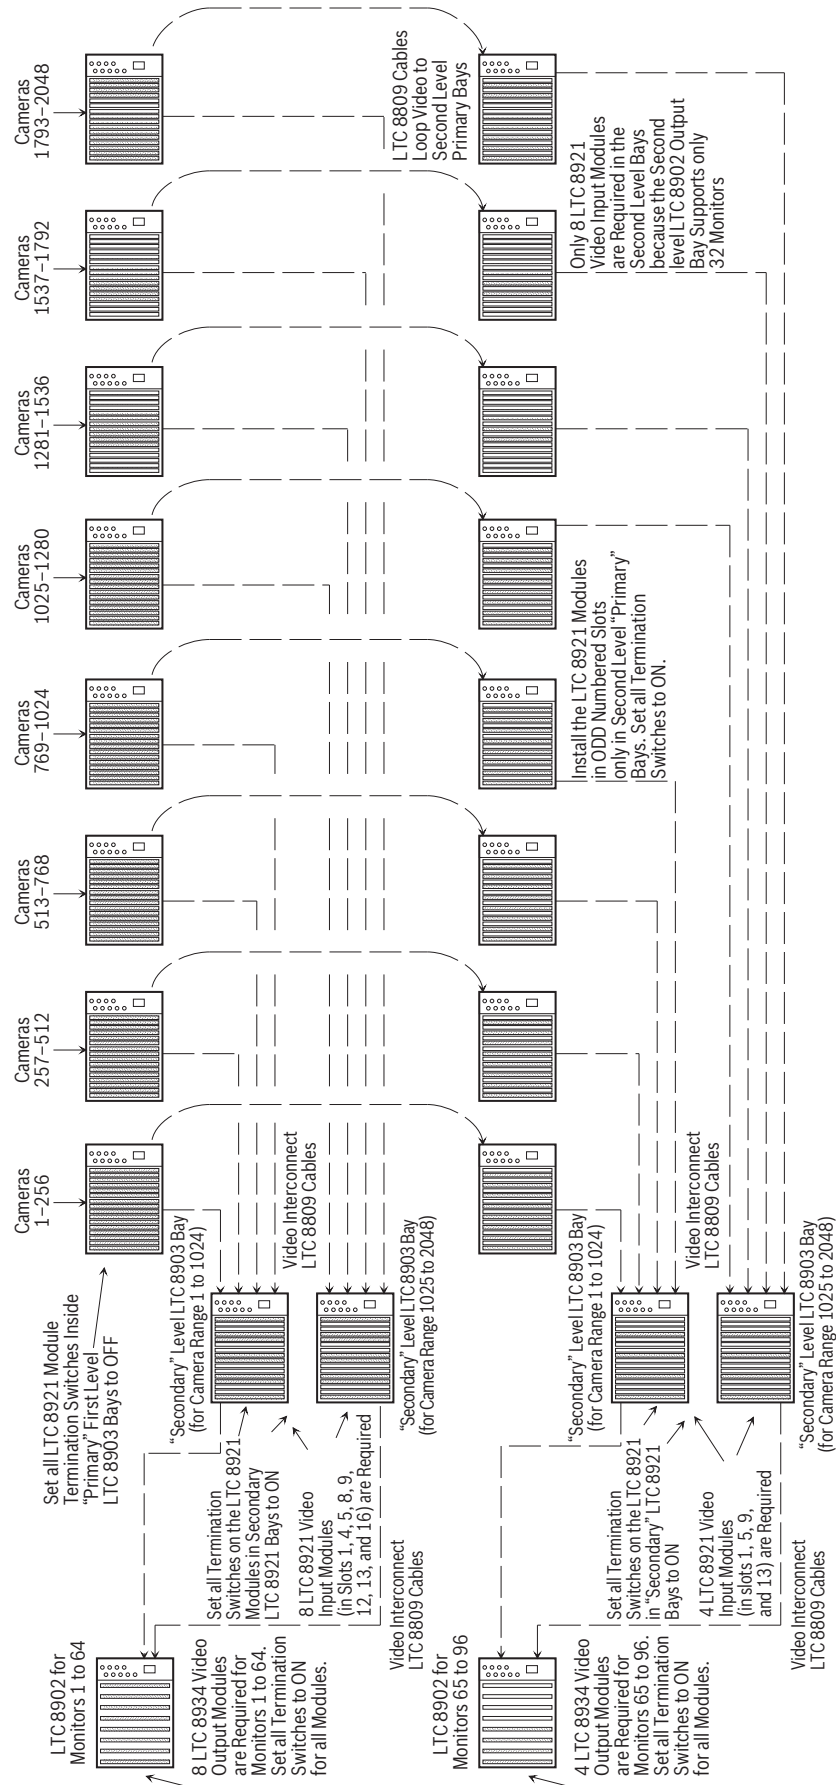 Cameras
1–256
Cameras
257–512
Cameras
513–768
Cameras
769–1024
Cameras
1025–1280
Cameras
1281–1536
Cameras
1537–1792
Cameras
1793–2048
Set all LTC 8921 Module
Termination Switches Inside
"Primary" First Level
LTC 8903 Bays to OFF
LTC 8902 for
Monitors 1 to 64
"Secondary" Level LTC 8903 Bay
(for Camera Range 1 to 1024)
Set all Termination
Switches on the LTC 8921
Modules in Secondary
LTC 8921 Bays to ON
8 LTC 8921 Video
Input Modules
(in Slots 1, 4, 5, 8, 9,
12, 13, and 16) are Required
8 LTC 8934 Video
Output Modules
are Required for
Monitors 1 to 64.
Set all Termination
Switches to ON
for all Modules.
Video Interconnect
LTC 8809 Cables
Video Interconnect
LTC 8809 Cables
"Secondary" Level LTC 8903 Bay
(for Camera Range 1025 to 2048)
LTC 8809 Cables
Loop Video to
Second Level
Primary Bays
LTC 8902 for
Monitors 65 to 96
"Secondary" Level LTC 8903 Bay
(for Camera Range 1 to 1024)
Install the LTC 8921 Modules
in ODD Numbered Slots
only in Second Level "Primary"
Bays. Set all Termination
Switches to ON.
Only 8 LTC 8921
Video Input Modules
are Required in the
Second Level Bays
because the Second
level LTC 8902 Output
Bay Supports only
32 Monitors
4 LTC 8934 Video
Output Modules
are Required for
Monitors 65 to 96.
Set all Termination
Switches to ON
for all Modules.
Set all Termination
Switches on the LTC 8921
in "Secondary" LTC 8921
Bays to ON
4 LTC 8921 Video
Input Modules
(in slots 1, 5, 9,
and 13) are Required
Video Interconnect
LTC 8809 Cables
Video Interconnect
LTC 8809 Cables
"Secondary" Level LTC 8903 Bay
(for Camera Range 1025 to 2048)